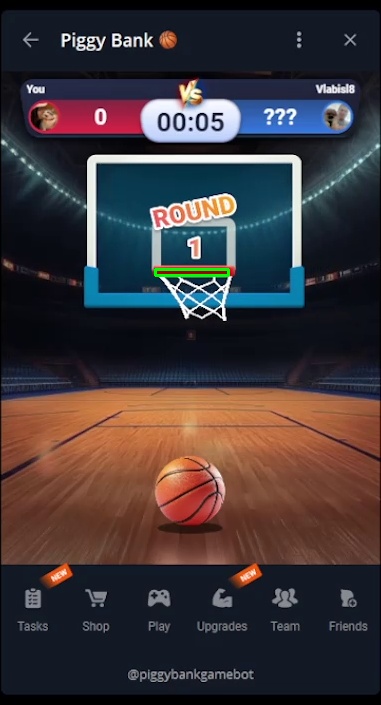 Piggy Bank
You
VS
Vlabisl8
0
00:05
???
ROUND
1
NEW
NEW
Tasks
Shop
Play
Upgrades
Team
Friends
@piggybankgamebot